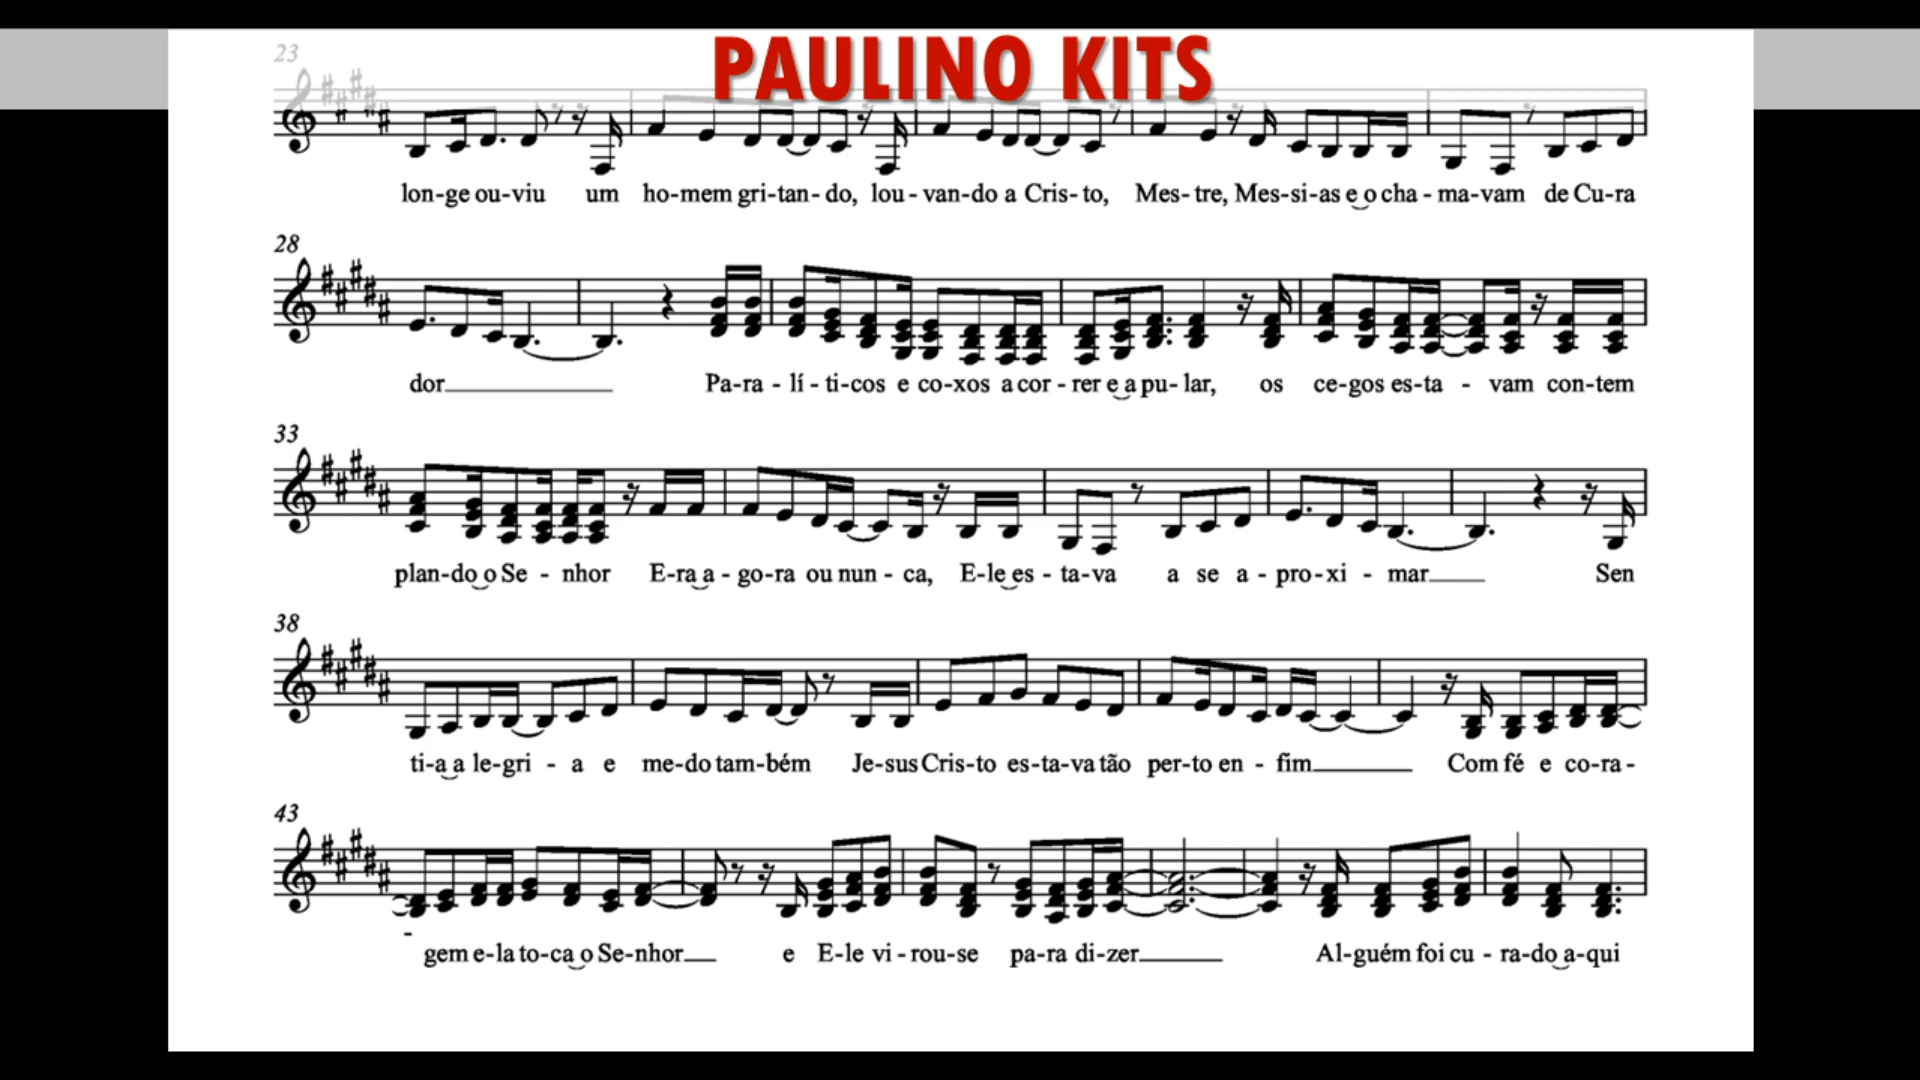 PAULINO KITS
23
lon-ge ou-viu um ho-mem gri-tan-do, lou-van-do a Cris-to, Mes-tre, Mes-si-as e o cha-ma-vam de Cu-ra
28
dor Pa-ra-lí-ti-cos e co-xos a cor-rer e a pu-lar, os ce-gos es-ta-vam con-tem
33
plan-do o Se-nhor E-ra a-go-ra ou nun-ca, E-le es-ta-va a se a-pro-xi-mar Sen
38
ti-a a le-gri-a e me-do tam-bém Je-sus Cris-to es-ta-va tão per-to en-fim Com fé e co-ra-
43
-gem e-la to-ca o Se-nhor e E-le vi-rou-se pa-ra di-zer Al-guém foi cu-ra-do a-qui